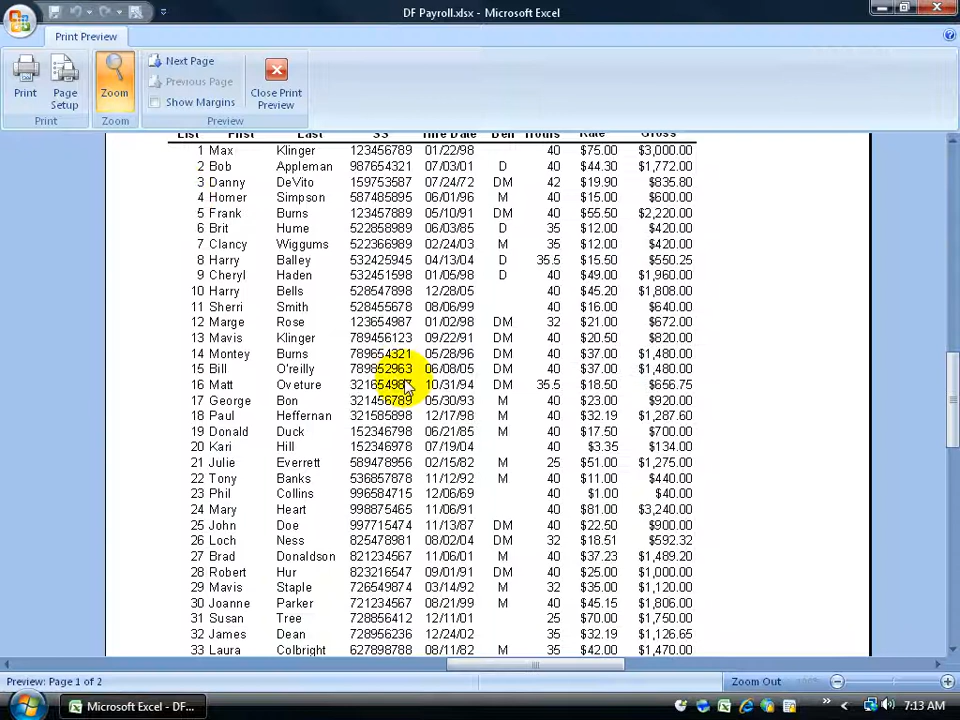 DF Payroll.xlsx - Microsoft Excel
Print Preview
Print
Page Setup
Zoom
Next Page
Previous Page
Show Margins
Close Print Preview
Print
Zoom
Preview
List First Last SS Hire Date Ben Hours Rate Gross
1 Max Klinger 123456789 01/22/98 40 $75.00 $3,000.00
2 Bob Appleman 987654321 07/03/01 D 40 $44.30 $1,772.00
3 Danny DeVito 159753587 07/24/72 DM 42 $19.90 $835.80
4 Homer Simpson 587485895 06/01/96 M 40 $15.00 $600.00
5 Frank Burns 123457889 05/10/91 DM 40 $55.50 $2,220.00
6 Brit Hume 522858989 06/03/85 D 35 $12.00 $420.00
7 Clancy Wiggums 522366989 02/24/03 M 35 $12.00 $420.00
8 Harry Balley 532425945 04/13/04 D 35.5 $15.50 $550.25
9 Cheryl Haden 532451598 01/05/98 D 40 $49.00 $1,960.00
10 Harry Bells 528547898 12/28/05 40 $45.20 $1,808.00
11 Sherri Smith 528455678 08/06/99 40 $16.00 $640.00
12 Marge Rose 123654987 01/02/98 DM 32 $21.00 $672.00
13 Mavis Klinger 789456123 09/22/91 DM 40 $20.50 $820.00
14 Montey Burns 789654321 05/28/96 DM 40 $37.00 $1,480.00
15 Bill O'reilly 789852963 06/08/05 DM 40 $37.00 $1,480.00
16 Matt Oveture 321654987 10/31/94 DM 35.5 $18.50 $656.75
17 George Bon 321456789 05/30/93 M 40 $23.00 $920.00
18 Paul Heffernan 321585898 12/17/98 M 40 $32.19 $1,287.60
19 Donald Duck 152346798 06/21/85 M 40 $17.50 $700.00
20 Kari Hill 152346978 07/19/04 40 $3.35 $134.00
21 Julie Everrett 589478956 02/15/82 M 25 $51.00 $1,275.00
22 Tony Banks 536857878 11/12/92 M 40 $11.00 $440.00
23 Phil Collins 996584715 12/06/69 40 $1.00 $40.00
24 Mary Heart 998875465 11/06/91 40 $81.00 $3,240.00
25 John Doe 997715474 11/13/87 DM 40 $22.50 $900.00
26 Loch Ness 825478981 08/02/04 DM 32 $18.51 $592.32
27 Brad Donaldson 821234567 11/06/01 M 40 $37.23 $1,489.20
28 Robert Hur 823216547 09/01/91 DM 40 $25.00 $1,000.00
29 Mavis Staple 726549874 03/14/92 M 32 $35.00 $1,120.00
30 Joanne Parker 721234567 08/21/99 M 40 $45.15 $1,806.00
31 Susan Tree 728856412 12/11/01 25 $70.00 $1,750.00
32 James Dean 728956236 12/24/02 35 $32.19 $1,126.65
33 Laura Colbright 627898788 08/11/82 M 35 $42.00 $1,470.00
Preview: Page 1 of 2
Zoom Out 100%
Microsoft Excel - DF...
7:13 AM